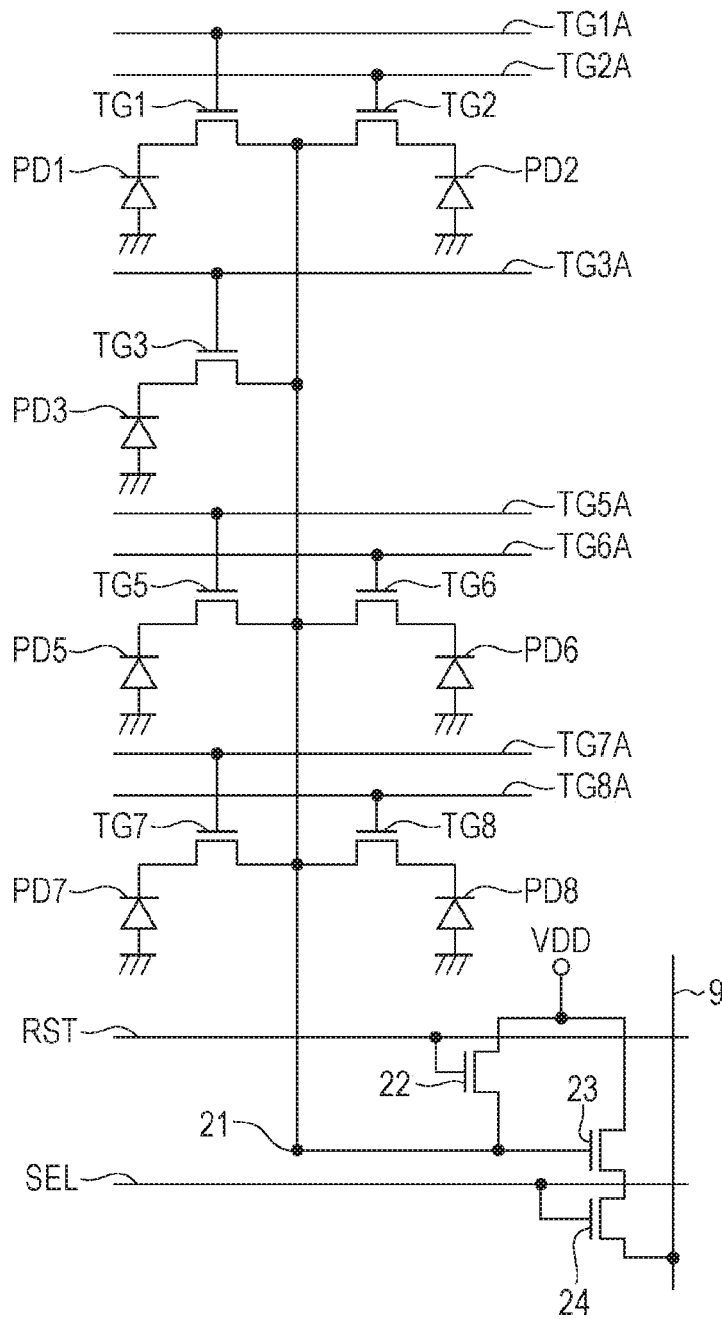 TG1A
TG2A
TG1 TG2
PD1 PD2
TG3A
TG3
PD3
TG5A
TG6A
TG5 TG6
PD5 PD6
TG7A
TG8A
TG7 TG8
PD7 PD8
VDD
9
RST
22
23
21
SEL
24